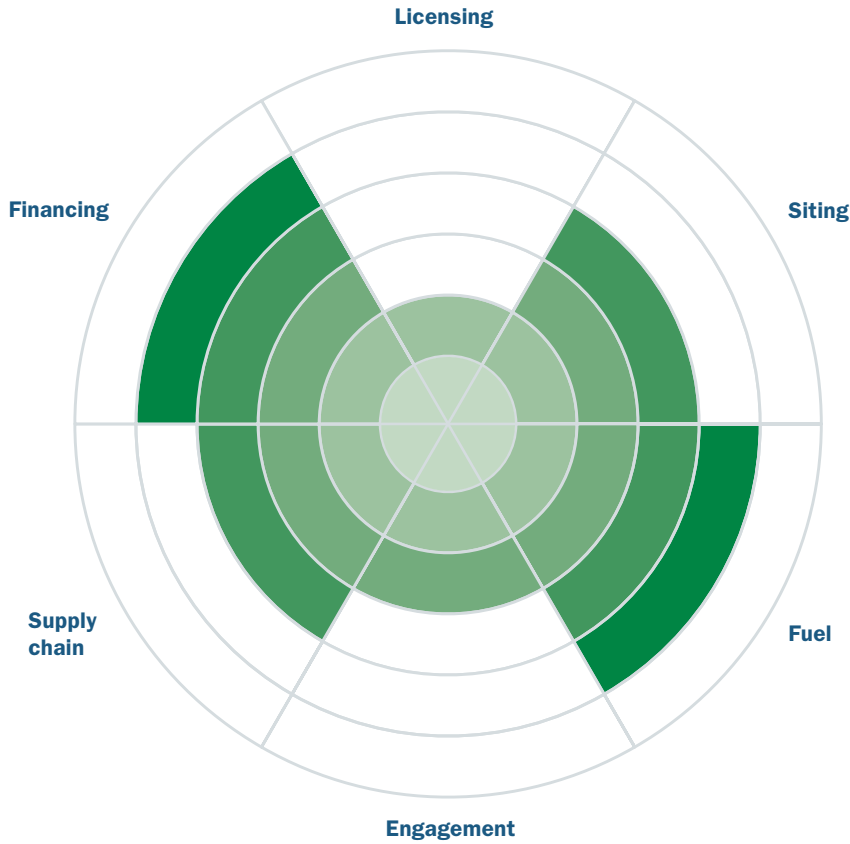 Licensing
Financing
Siting
Supply
chain
Fuel
Engagement